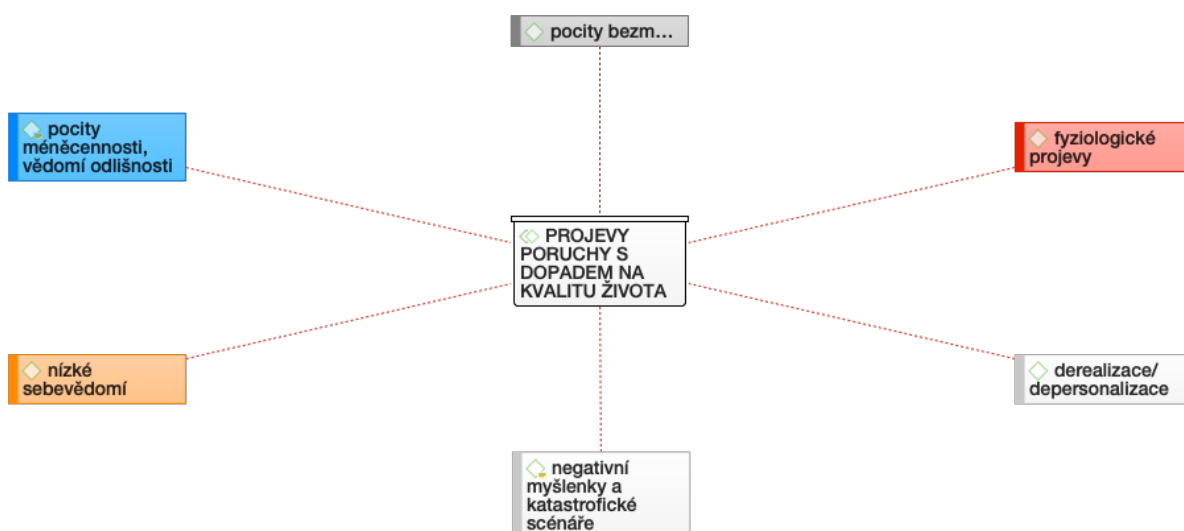 pocity bezm...
pocity
méněcennosti,
vědomí odlišnosti
fyziologické
projevy
PROJEVY
PORUCHY S
DOPADEM NA
KVALITU ŽIVOTA
nízké
sebevědomí
derealizace/
depersonalizace
negativní
myšlenky a
katastrofické
scénáře